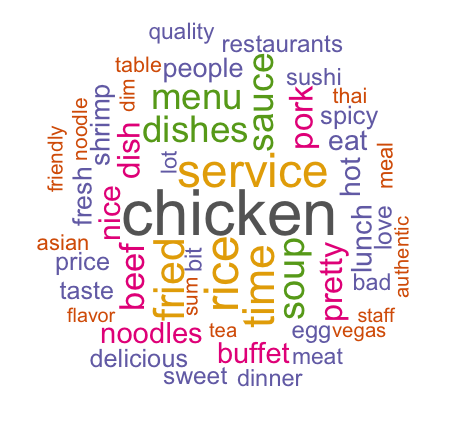 quality
restaurants
table
people
sushi
dim
sauce
menu
pork
thai
shrimp
noodle
friendly
spicy
dishes
dish
eat
lot
service
hot
meal
fresh
nice
chicken
lunch
love
authentic
asian
price
beef
fried
bit
rice
time
soup
pretty
bad
taste
sum
flavor
staff
noodles
tea
egg
vegas
delicious
buffet
meat
sweet
dinner